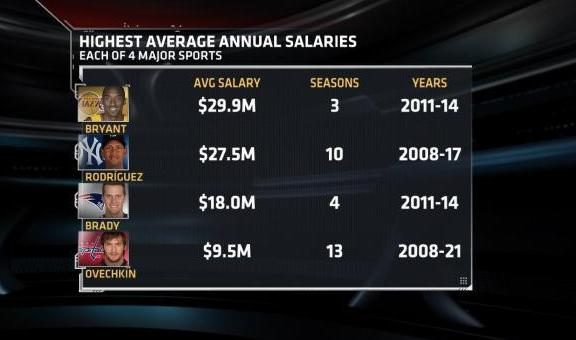 HIGHEST AVERAGE ANNUAL SALARIES
EACH OF 4 MAJOR SPORTS
AVG SALARY SEASONS YEARS
$29.9M 3 2011-14
BRYANT
$27.5M 10 2008-17
RODRÍGUEZ
$18.0M 4 2011-14
BRADY
$9.5M 13 2008-21
OVECHKIN